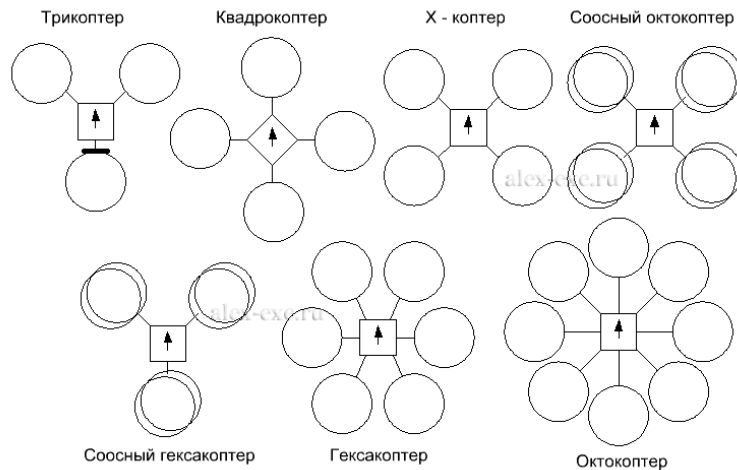 Трикоптер
Квадрокоптер
X - коптер
Соосный октокоптер
alex-exe.ru
alex-exe.ru
Соосный гексакоптер
Гексакоптер
Октокоптер